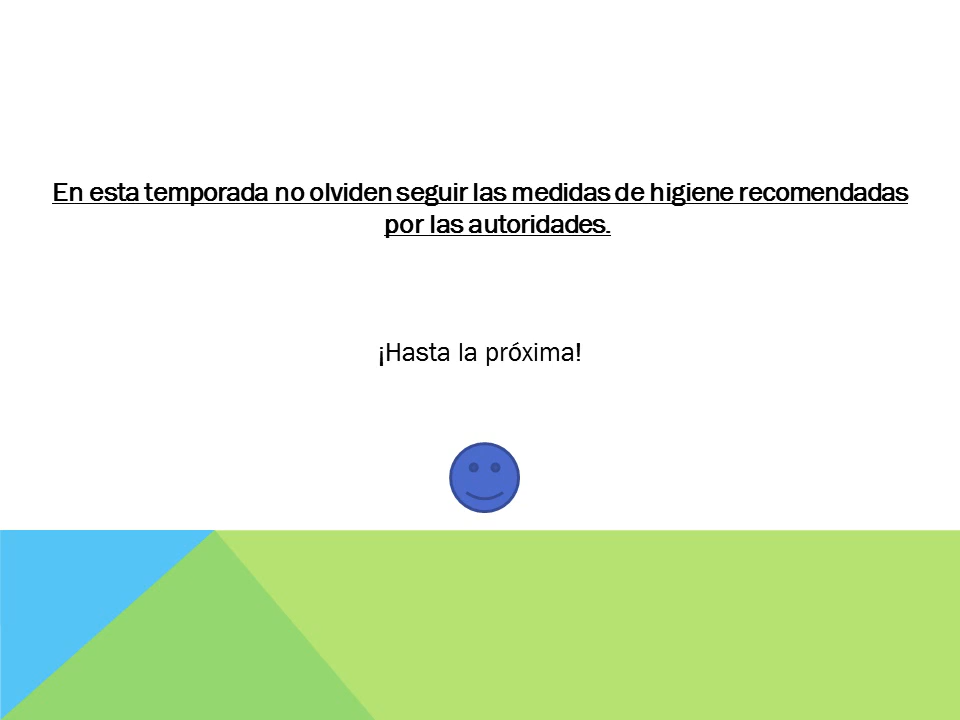 En esta temporada no olviden seguir las medidas de higiene recomendadas
por las autoridades.
¡Hasta la próxima!